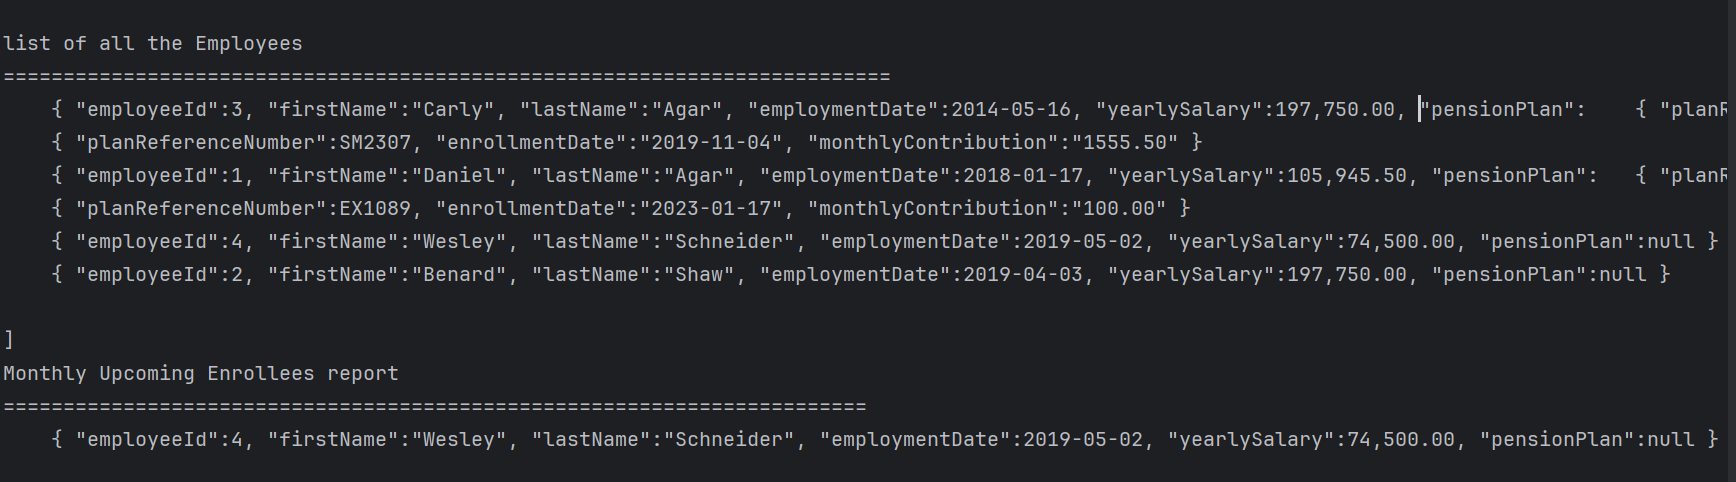 list of all the Employees
==========================================================================
    { "employeeId":3, "firstName":"Carly", "lastName":"Agar", "employmentDate":2014-05-16, "yearlySalary":197,750.00, "pensionPlan":    { "planR
    { "planReferenceNumber":SM2307, "enrollmentDate":"2019-11-04", "monthlyContribution":"1555.50" }
    { "employeeId":1, "firstName":"Daniel", "lastName":"Agar", "employmentDate":2018-01-17, "yearlySalary":105,945.50, "pensionPlan":   { "planR
    { "planReferenceNumber":EX1089, "enrollmentDate":"2023-01-17", "monthlyContribution":"100.00" }
    { "employeeId":4, "firstName":"Wesley", "lastName":"Schneider", "employmentDate":2019-05-02, "yearlySalary":74,500.00, "pensionPlan":null }
    { "employeeId":2, "firstName":"Benard", "lastName":"Shaw", "employmentDate":2019-04-03, "yearlySalary":197,750.00, "pensionPlan":null }
]
Monthly Upcoming Enrollees report
========================================================================
    { "employeeId":4, "firstName":"Wesley", "lastName":"Schneider", "employmentDate":2019-05-02, "yearlySalary":74,500.00, "pensionPlan":null }